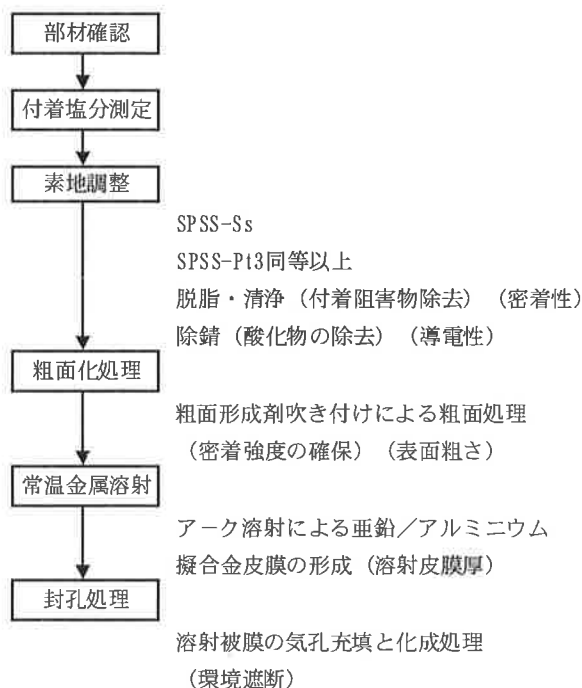 部材確認
付着塩分測定
素地調整
SPSS-Ss
SPSS-Pt3同等以上
脱脂・清浄（付着阻害物除去）（密着性）
除錆（酸化物の除去）（導電性）
粗面化処理
粗面形成剤吹き付けによる粗面処理
（密着強度の確保）（表面粗さ）
常温金属溶射
アーク溶射による亜鉛／アルミニウム
擬合金皮膜の形成（溶射皮膜厚）
封孔処理
溶射被膜の気孔充填と化成処理
（環境遮断）